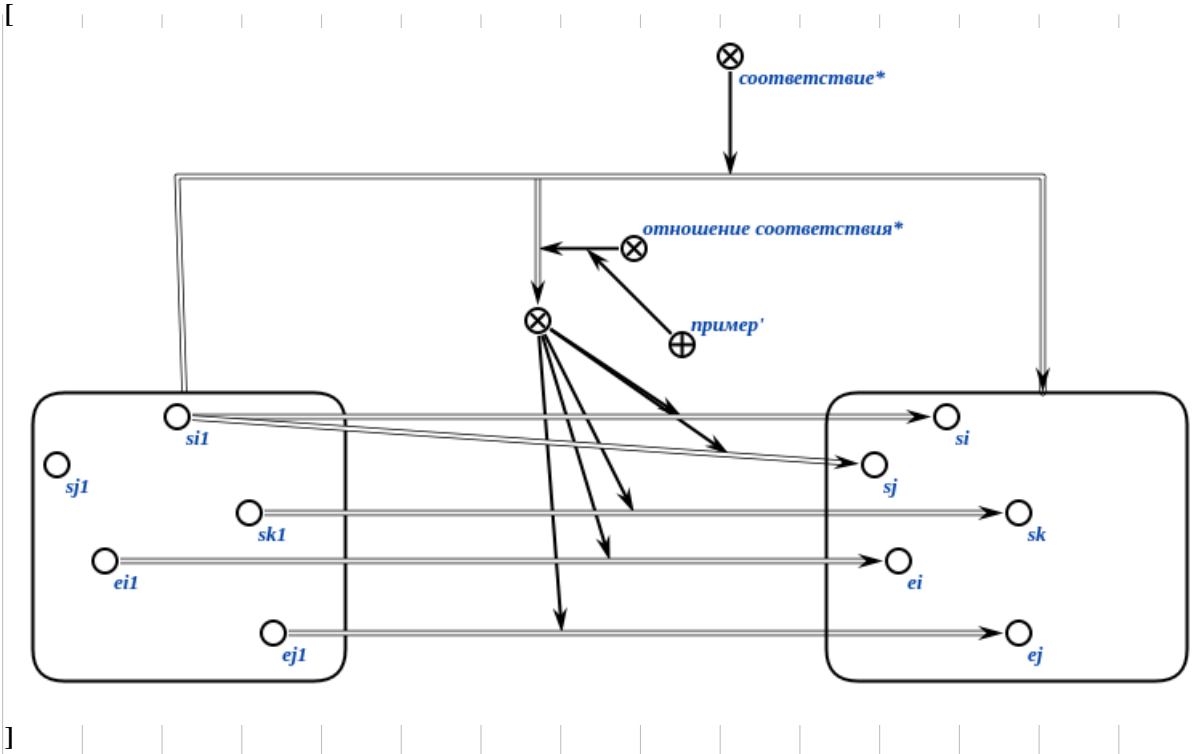 [
соответствие*
отношение соответствия*
пример'
si1
si
sj1
sj
sk1
sk
ei1
ei
ej1
ej
]